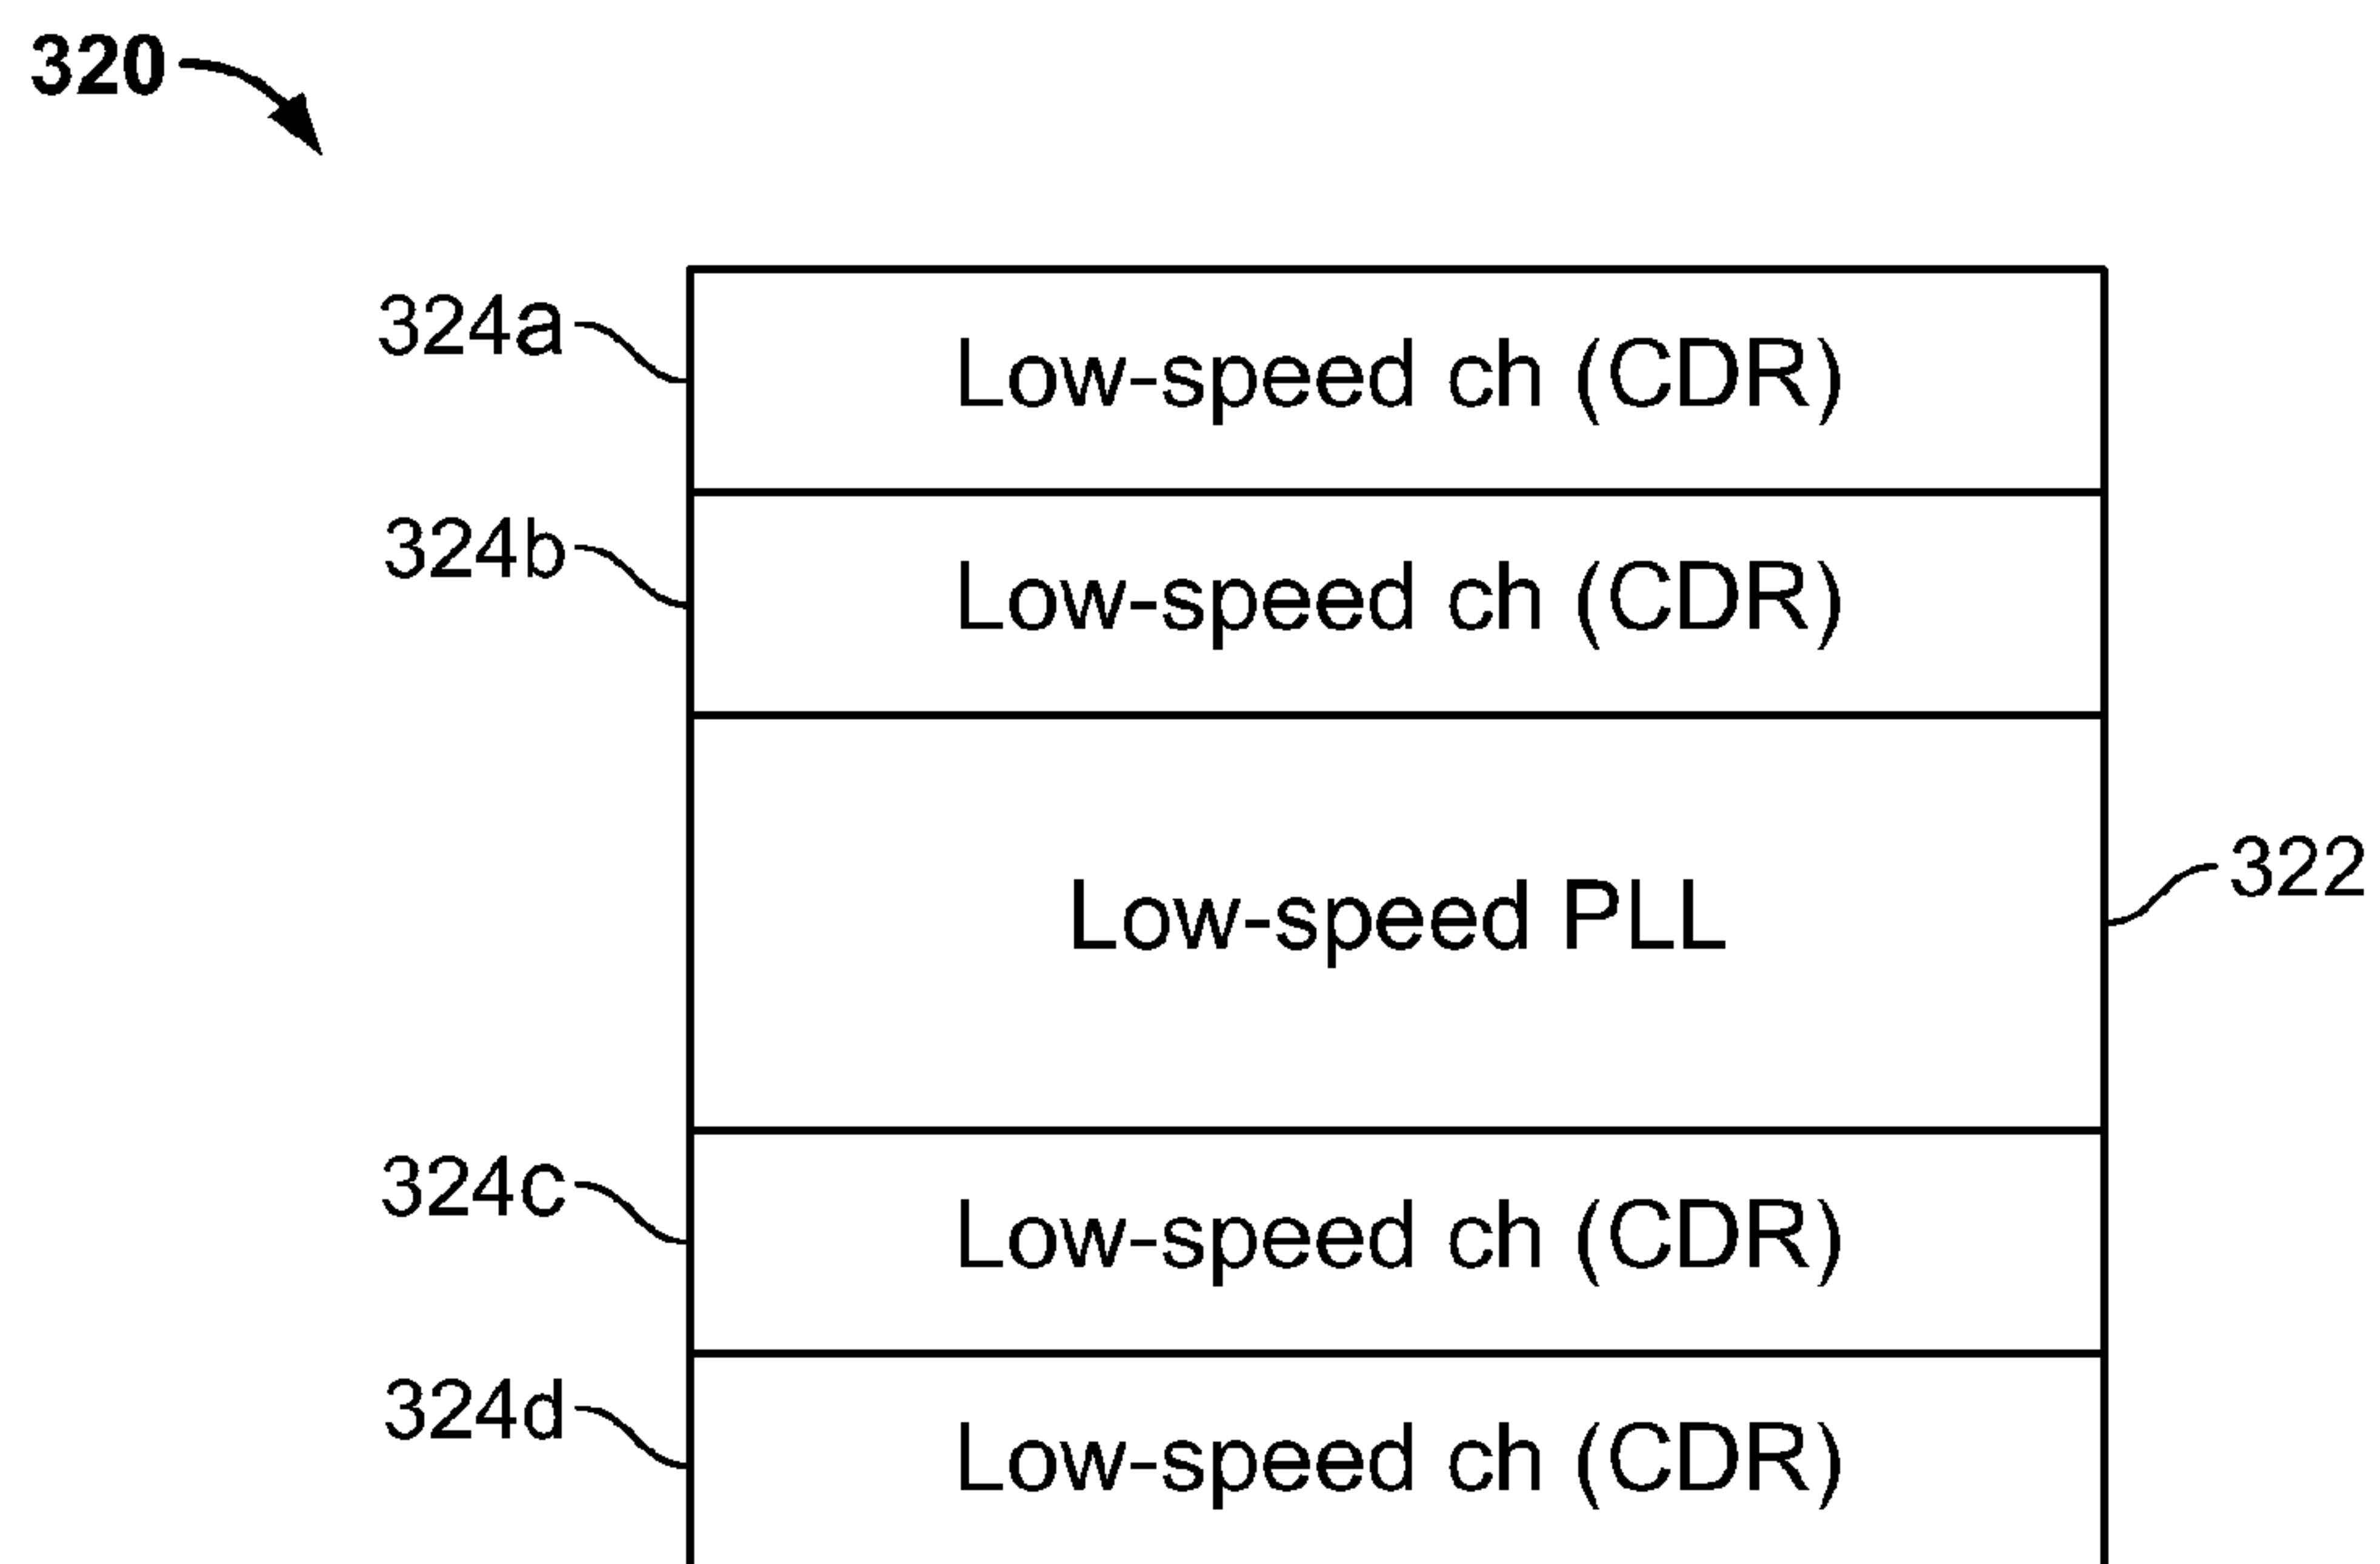 320
324a Low-speed ch (CDR)
324b Low-speed ch (CDR)
Low-speed PLL 322
324c Low-speed ch (CDR)
324d Low-speed ch (CDR)